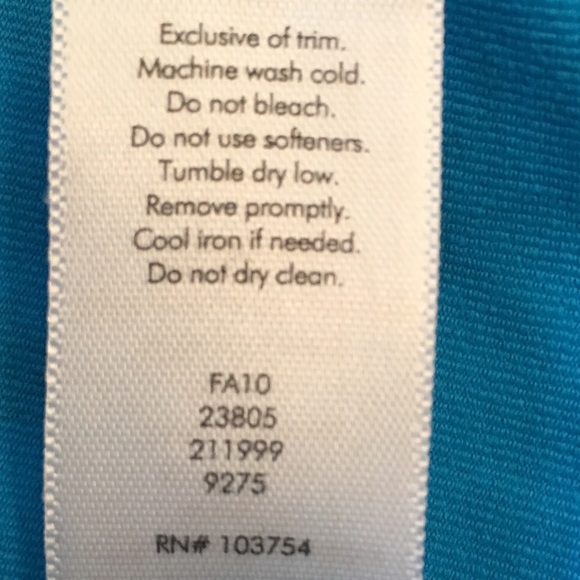 Exclusive of trim.
Machine wash cold.
Do not bleach.
Do not use softeners.
Tumble dry low.
Remove promptly.
Cool iron if needed.
Do not dry clean.
FA10
23805
211999
9275
RN# 103754